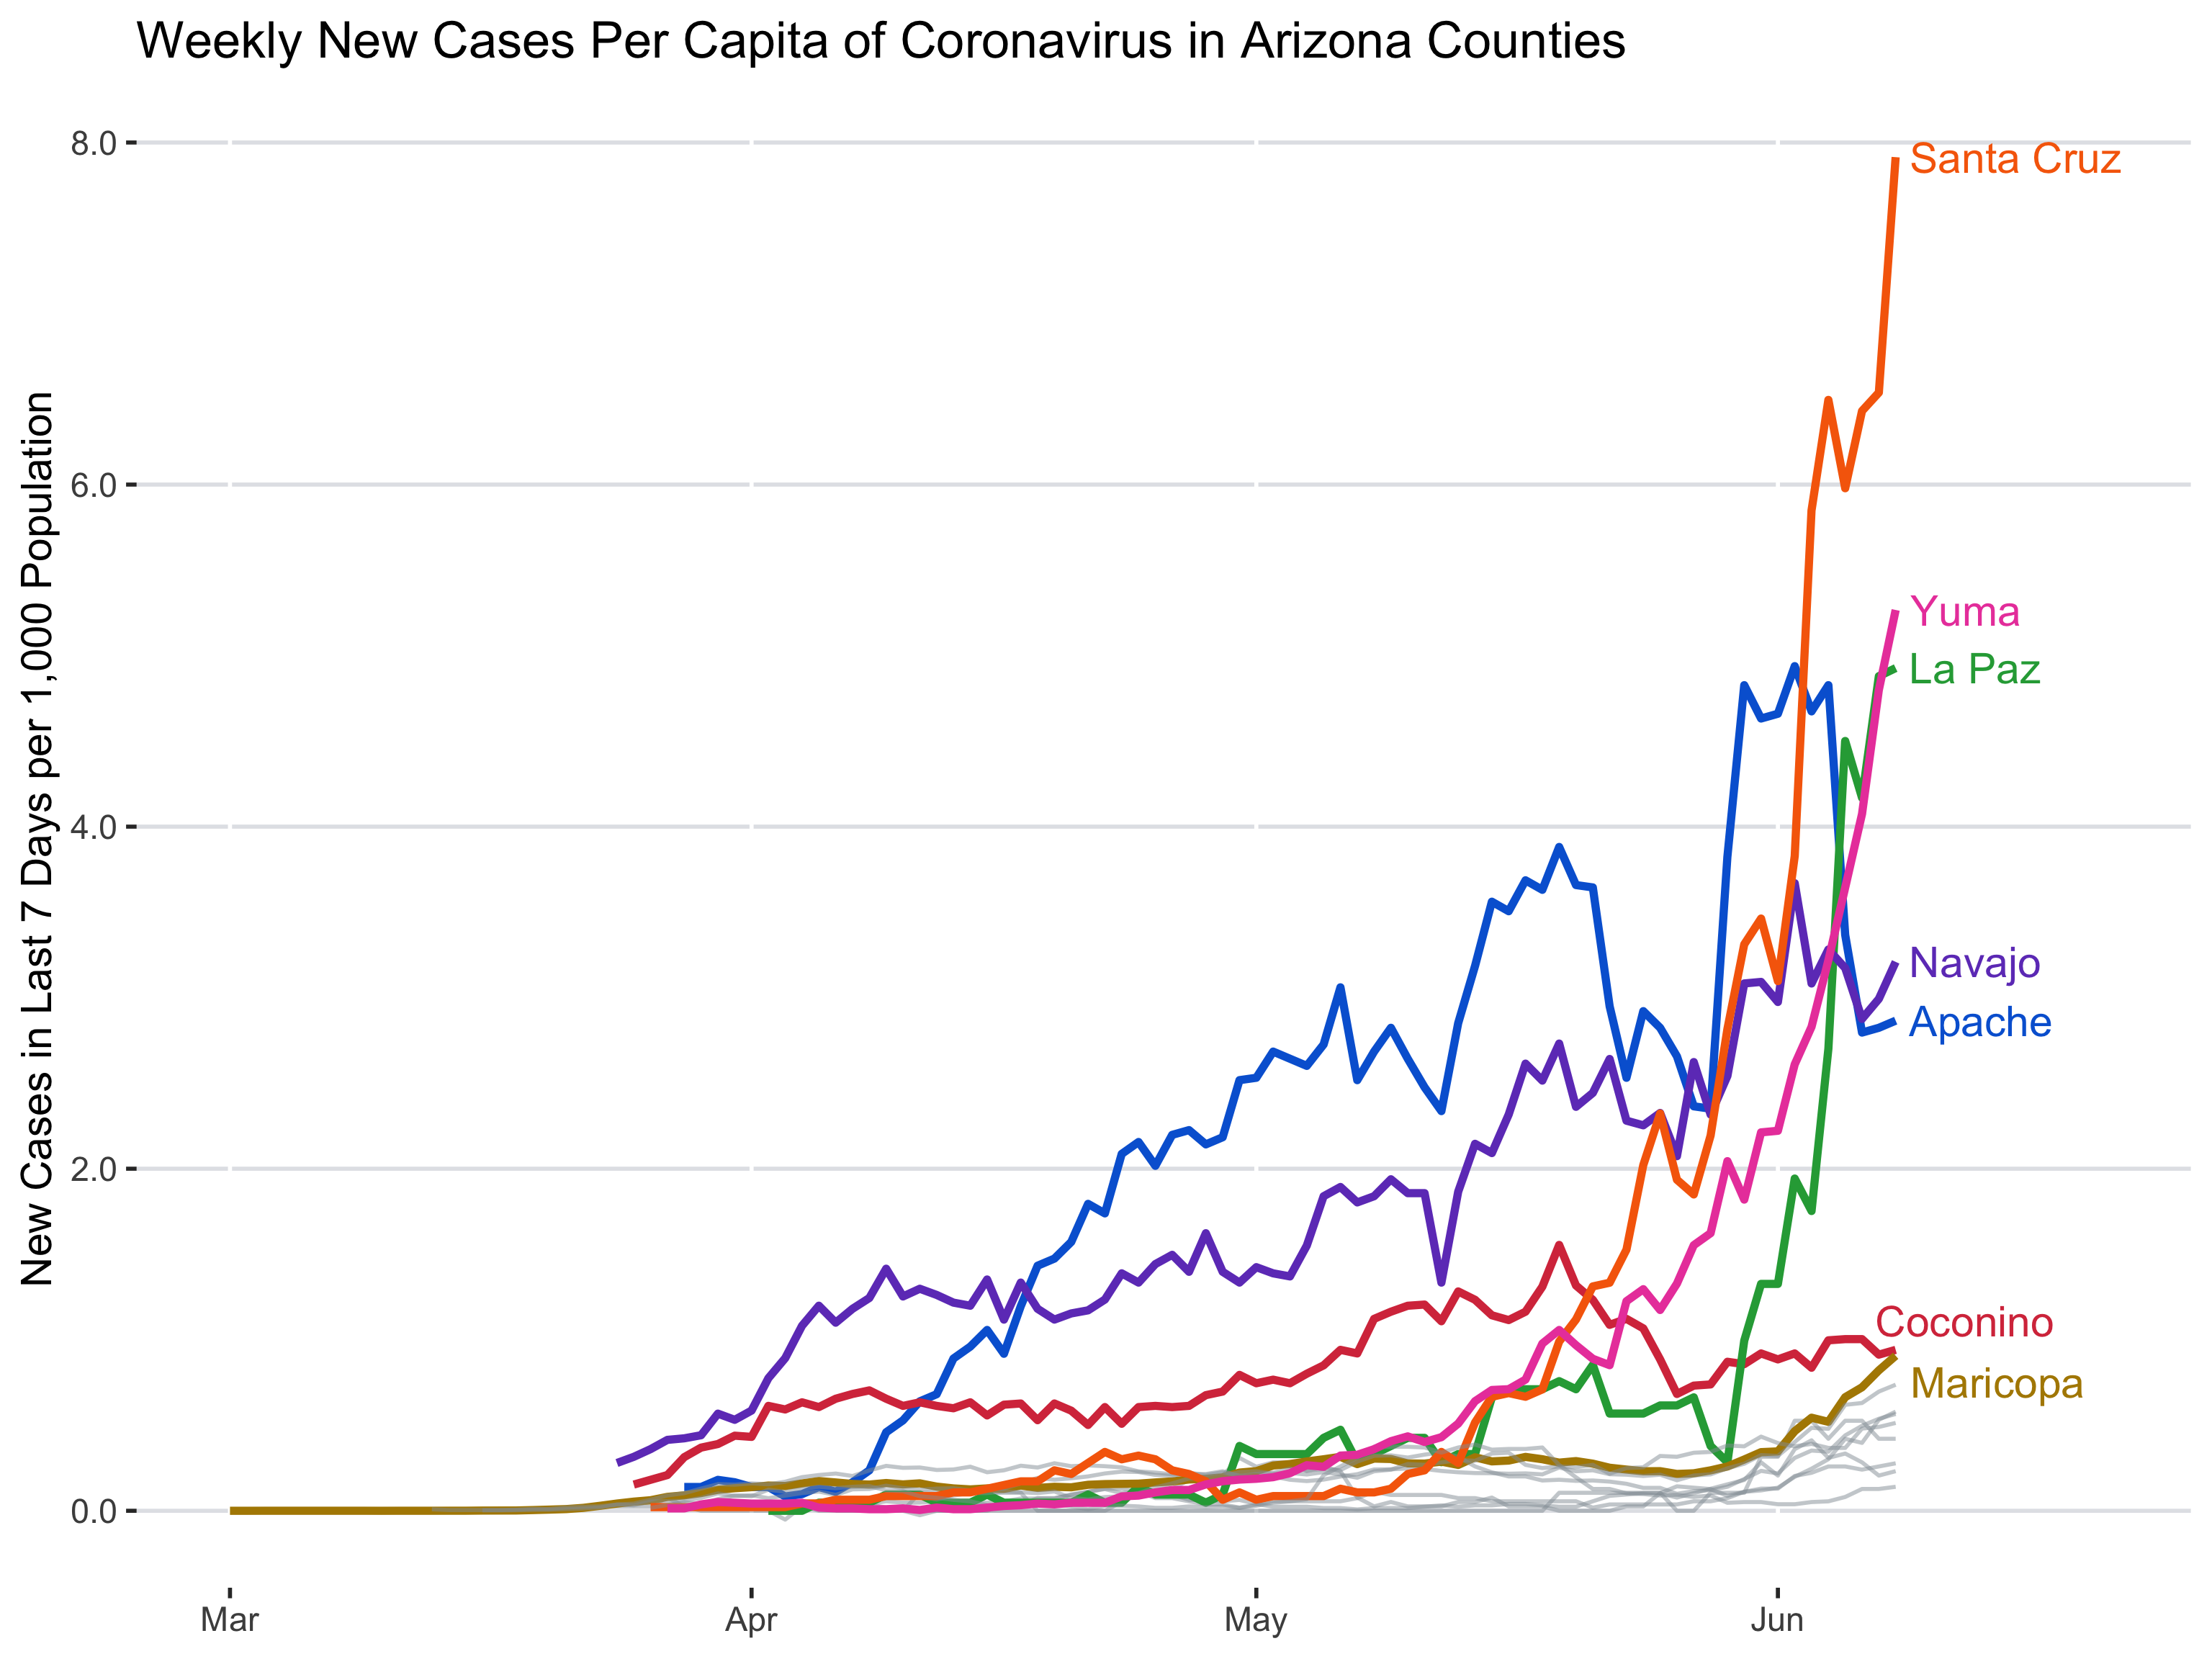 Weekly New Cases Per Capita of Coronavirus in Arizona Counties
New Cases in Last 7 Days per 1,000 Population
8.0
6.0
4.0
2.0
0.0
Santa Cruz
Yuma
La Paz
Navajo
Apache
Coconino
Maricopa
Mar
Apr
May
Jun